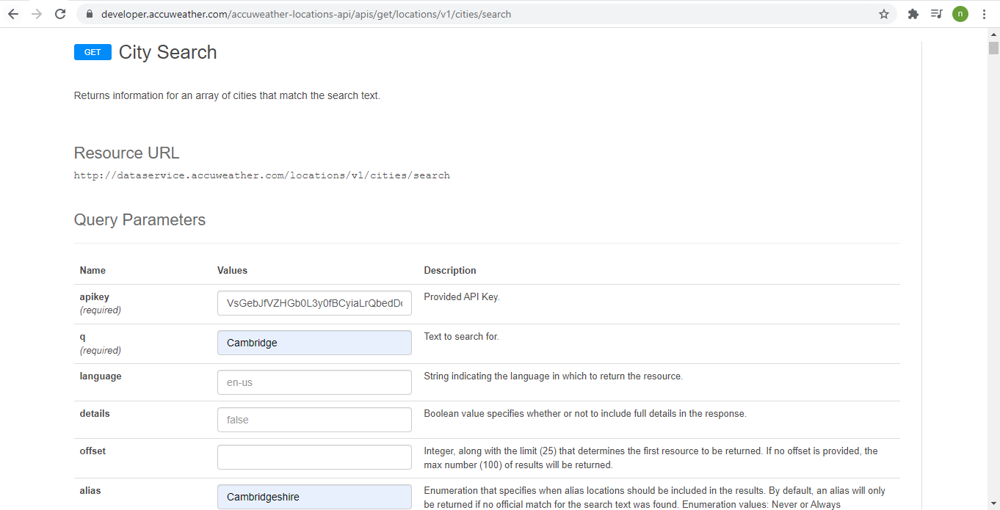 developer.accuweather.com/accuweather-locations-api/apis/get/locations/v1/cities/search
n
GET City Search
Returns information for an array of cities that match the search text.
Resource URL
http://dataservice.accuweather.com/locations/v1/cities/search
Query Parameters
Name Values Description
apikey
(required)
VsGebJfVZHGb0L3y0fBCyiaLrQbedD
Provided API Key.
q
(required)
Cambridge
Text to search for.
language
en-us
String indicating the language in which to return the resource.
details
false
Boolean value specifies whether or not to include full details in the response.
offset
Integer, along with the limit (25) that determines the first resource to be returned. If no offset is provided, the
max number (100) of results will be returned.
alias
Cambridgeshire
Enumeration that specifies when alias locations should be included in the results. By default, an alias will only
be returned if no official match for the search text was found. Enumeration values: Never or Always